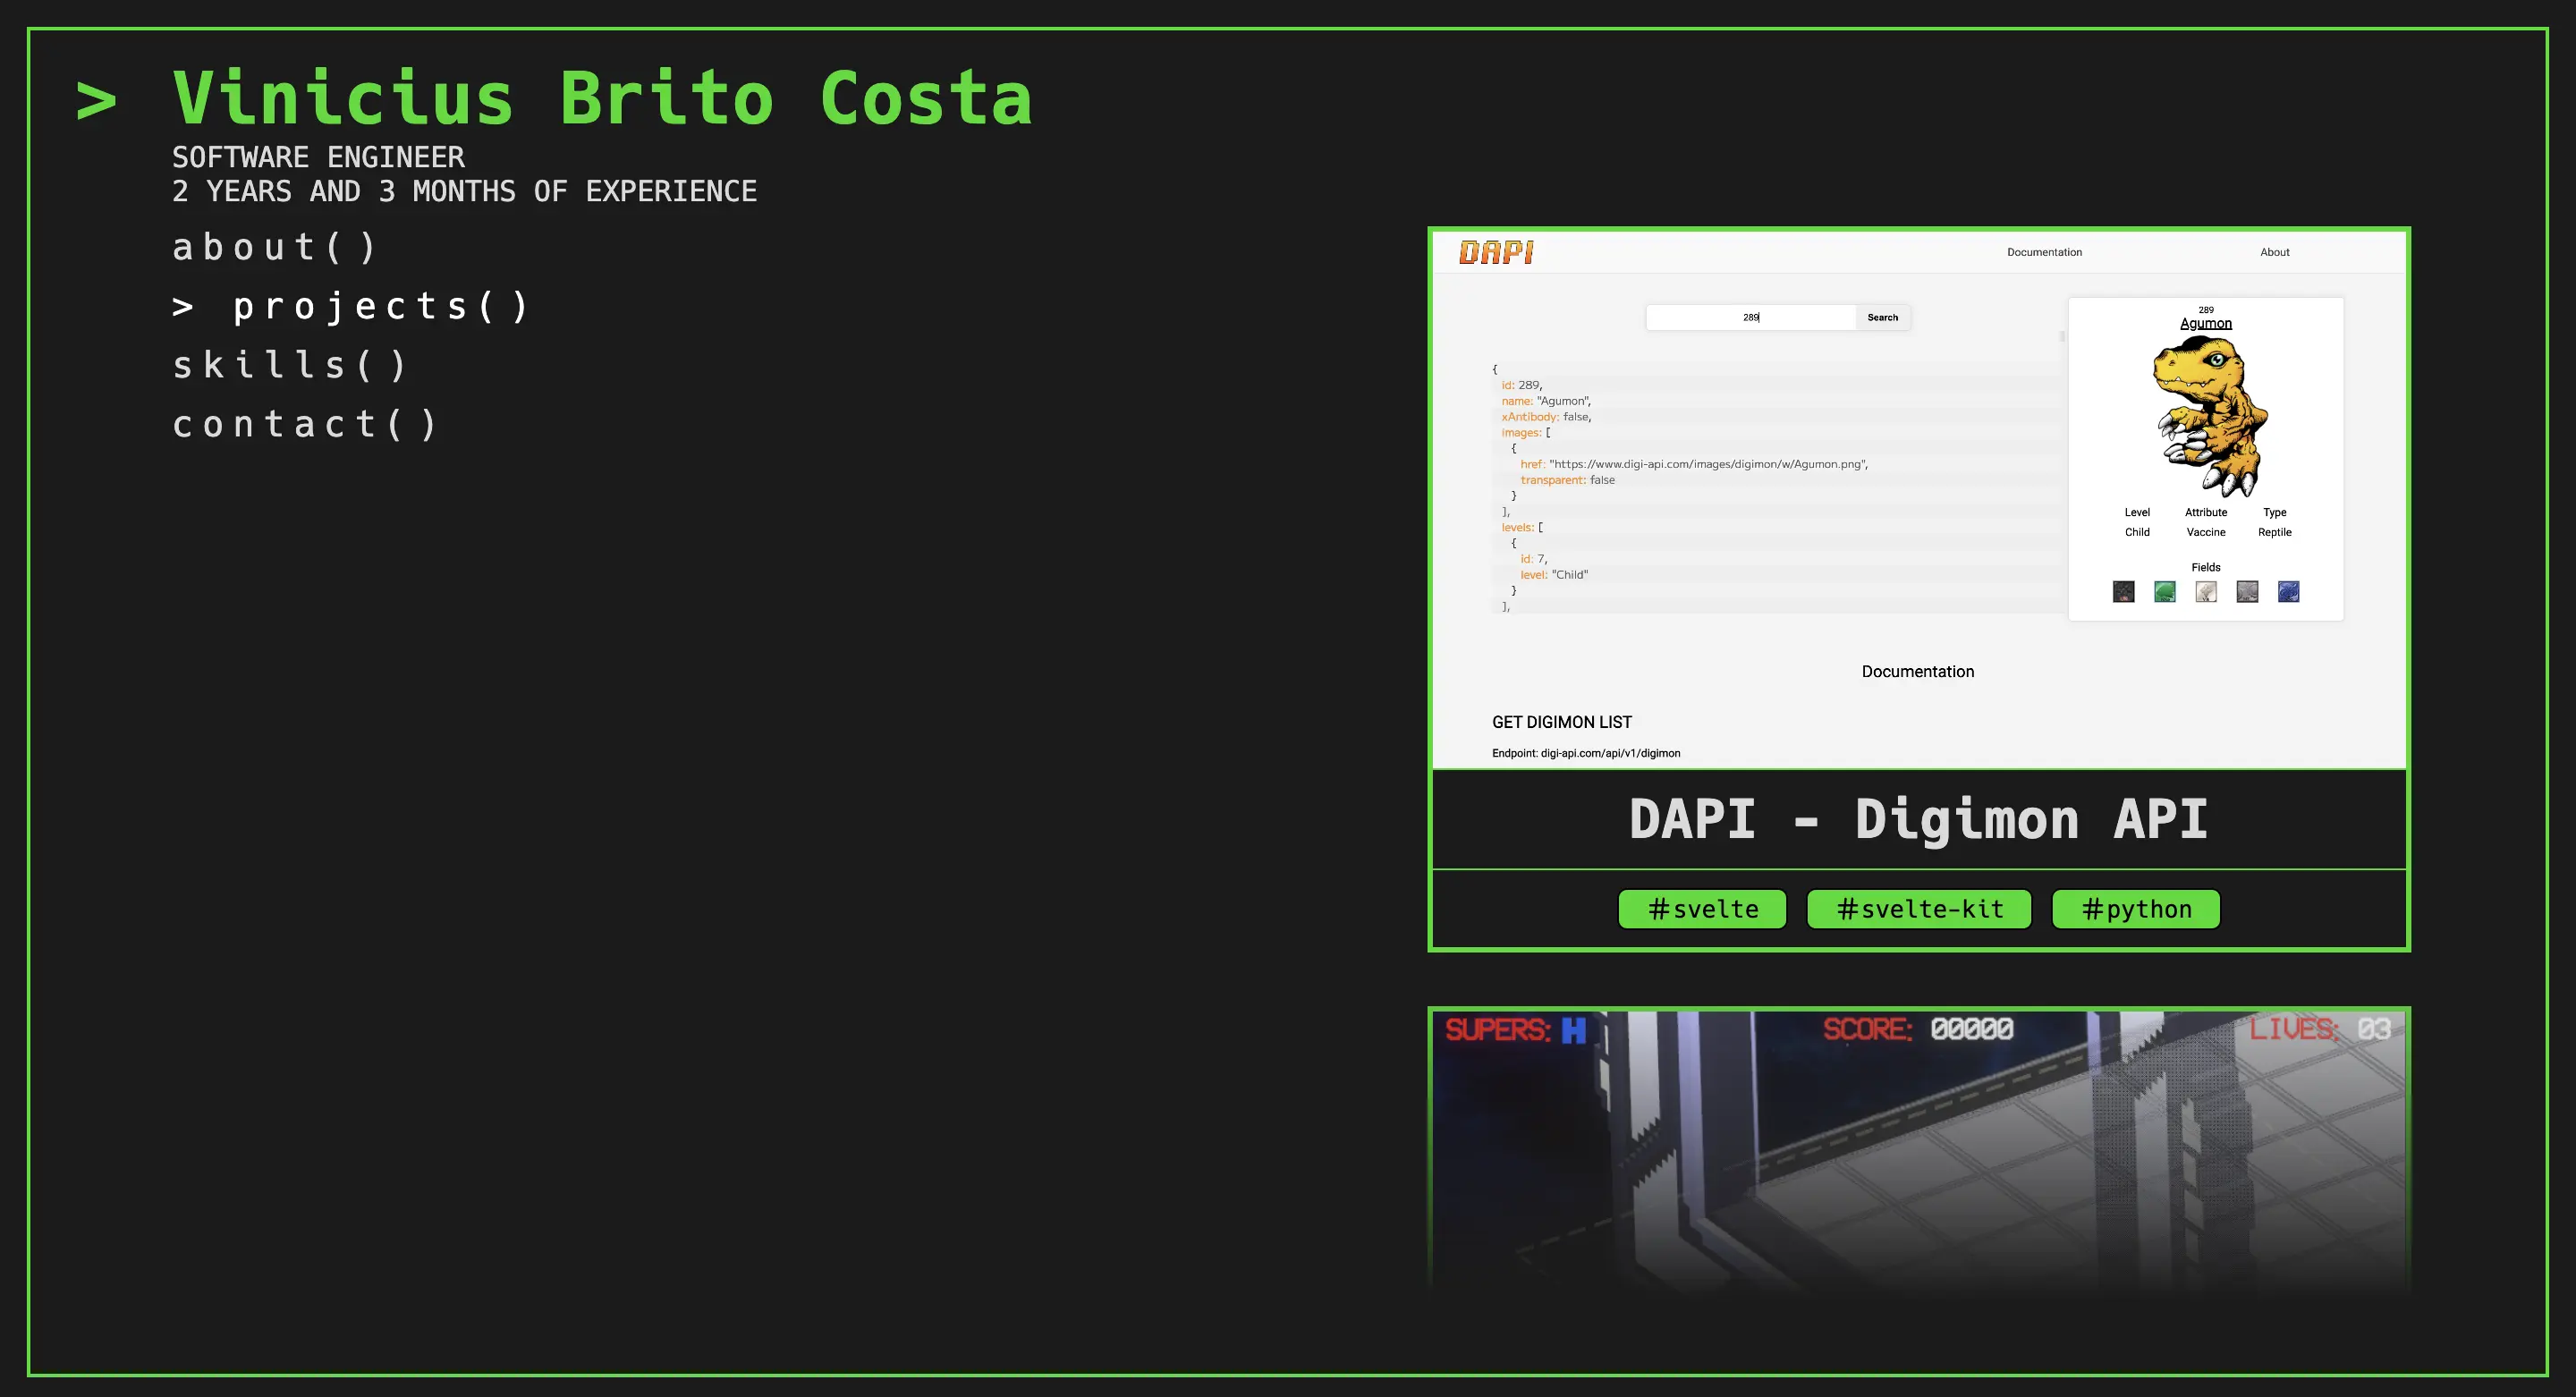 > Vinicius Brito Costa
SOFTWARE ENGINEER
2 YEARS AND 3 MONTHS OF EXPERIENCE
about()
> projects()
skills()
contact()
DAPI
Documentation
About
289
Search
{
id: 289,
name: "Agumon",
xAntibody: false,
images: [
{
href: "https://www.digi-api.com/images/digimon/w/Agumon.png",
transparent: false
}
],
levels: [
{
id: 7,
level: "Child"
}
],
289
Agumon
Level Attribute Type
Child Vaccine Reptile
Fields
Documentation
GET DIGIMON LIST
Endpoint: digi-api.com/api/v1/digimon
DAPI - Digimon API
#svelte #svelte-kit #python
SUPERS: H SCORE: 00000 LIVES: 03